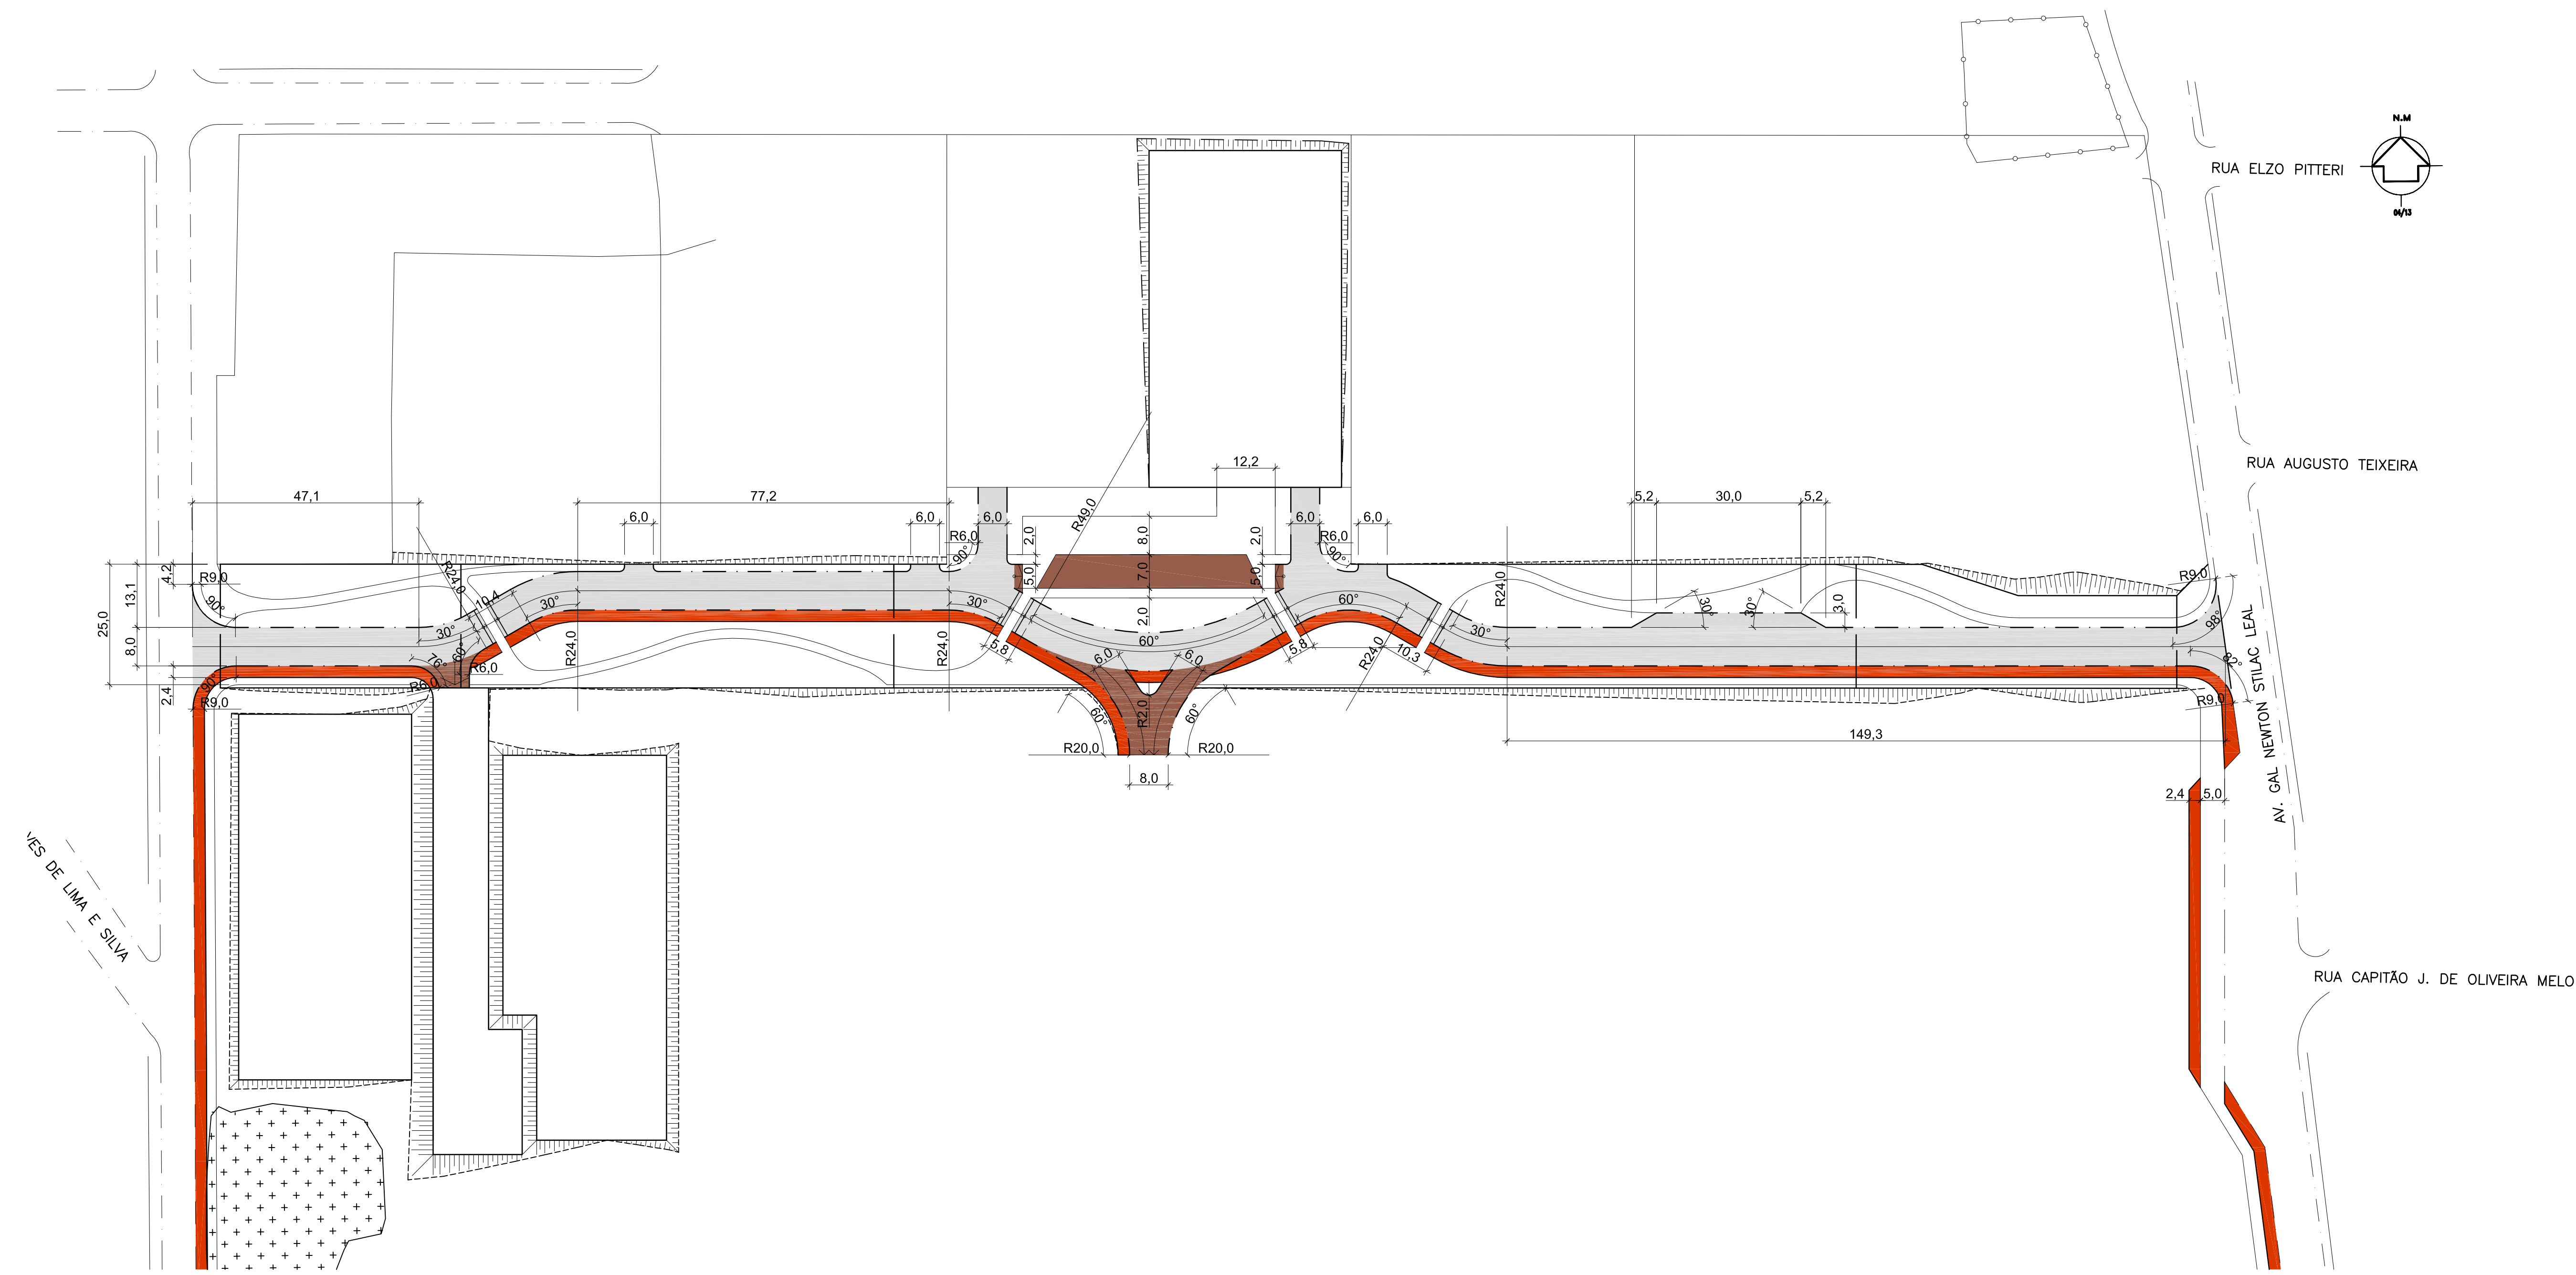 N.M
RUA ELZO PITTERI
04/13
RUA AUGUSTO TEIXEIRA
12,2
47,1
77,2
5,2
30,0
5,2
R49,0
6,0
6,0
6,0
6,0
6,0
2,0
8,0
2,0
R6,0
R6,0
90°
90°
4,2
R9,0
R24,0
5,0
7,0
5,0
R24,0
R9,0
25,0
13,1
90°
10,4
30°
30°
60°
30°
30°
3,0
98°
8,0
30°
2,0
60°
30°
76°
60°
R24,0
R24,0
5,8
5,8
R24,0
10,3
82°
R6,0
R6,0
6,0
6,0
2,4
90°
R9,0
R2,0
60°
60°
R9,0
AV. GAL NEWTON STILAC LEAL
149,3
R20,0
R20,0
8,0
2,4
5,0
VES DE LIMA E SILVA
RUA CAPITÃO J. DE OLIVEIRA MELO